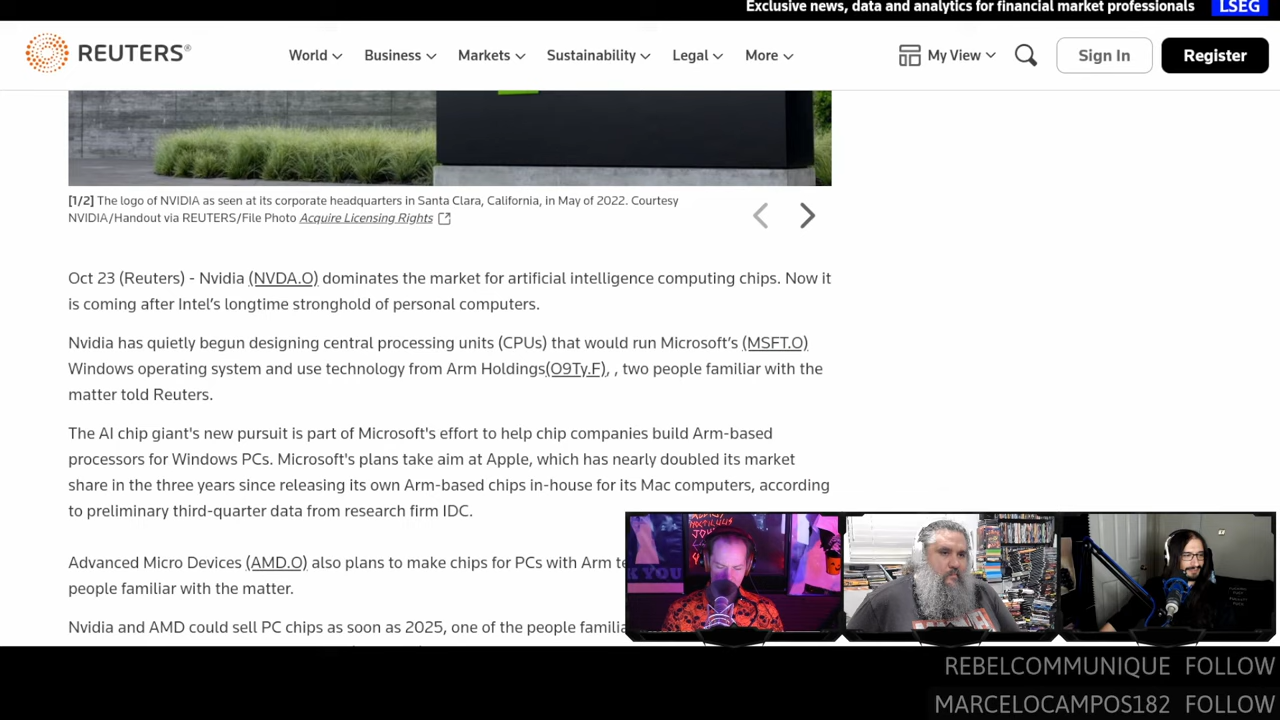 Exclusive news, data and analytics for financial market professionals LSEG
REUTERS® World Business Markets Sustainability Legal More My View Sign In Register
[1/2] The logo of NVIDIA as seen at its corporate headquarters in Santa Clara, California, in May of 2022. Courtesy
NVIDIA/Handout via REUTERS/File Photo Acquire Licensing Rights
Oct 23 (Reuters) - Nvidia (NVDA.O) dominates the market for artificial intelligence computing chips. Now it
is coming after Intel’s longtime stronghold of personal computers.
Nvidia has quietly begun designing central processing units (CPUs) that would run Microsoft’s (MSFT.O)
Windows operating system and use technology from Arm Holdings(O9Ty.F), , two people familiar with the
matter told Reuters.
The AI chip giant's new pursuit is part of Microsoft's effort to help chip companies build Arm-based
processors for Windows PCs. Microsoft's plans take aim at Apple, which has nearly doubled its market
share in the three years since releasing its own Arm-based chips in-house for its Mac computers, according
to preliminary third-quarter data from research firm IDC.
Advanced Micro Devices (AMD.O) also plans to make chips for PCs with Arm
people familiar with the matter.
Nvidia and AMD could sell PC chips as soon as 2025, one of the people
REBELCOMMUNIQUE FOLLOW
MARCELOCAMPOS182 FOLLOW